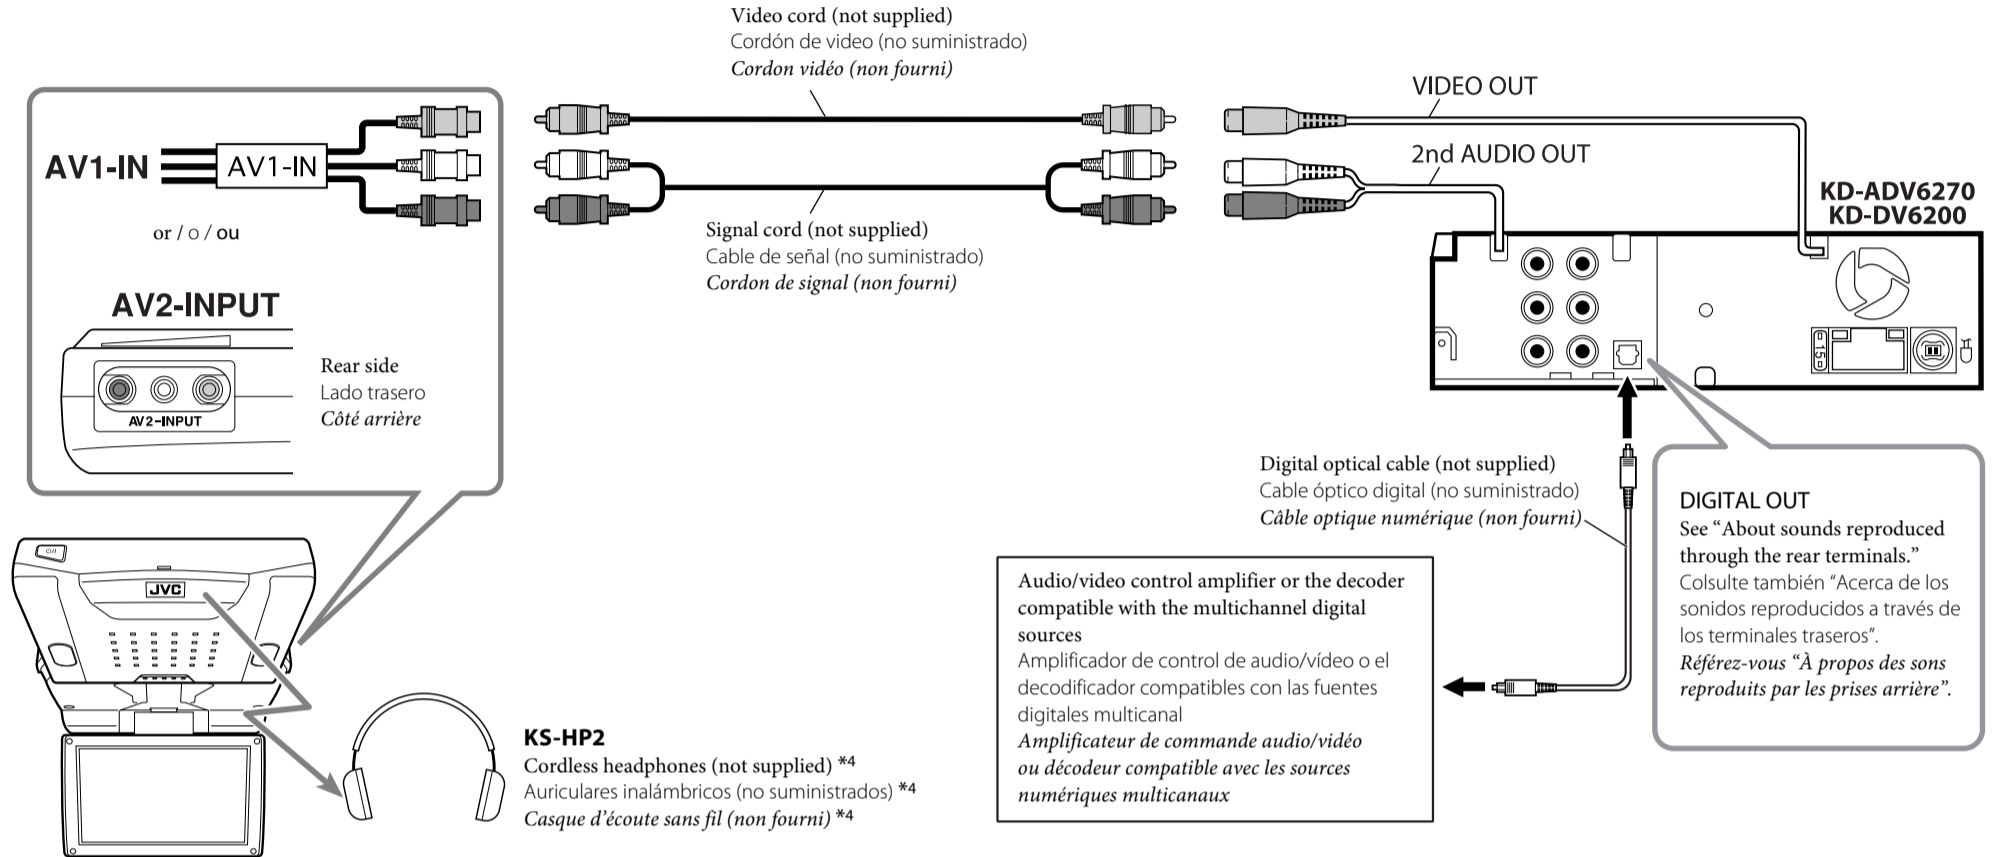 Video cord (not supplied)
Cordón de video (no suministrado)
Cordon vidéo (non fourni)
VIDEO OUT
AV1-IN
AV1-IN
2nd AUDIO OUT
KD-ADV6270
KD-DV6200
or / o / ou
Signal cord (not supplied)
Cable de señal (no suministrado)
Cordon de signal (non fourni)
AV2-INPUT
Rear side
Lado trasero
Côté arrière
AV2-INPUT
15
Digital optical cable (not supplied)
Cable óptico digital (no suministrado)
Câble optique numérique (non fourni)
DIGITAL OUT
See “About sounds reproduced
through the rear terminals.”
Colsulte también “Acerca de los
sonidos reproducidos a través de
los terminales traseros”.
Référez-vous “À propos des sons
reproduits par les prises arrière”.
Audio/video control amplifier or the decoder
compatible with the multichannel digital
sources
Amplificador de control de audio/vídeo o el
decodificador compatibles con las fuentes
digitales multicanal
Amplificateur de commande audio/vidéo
ou décodeur compatible avec les sources
numériques multicanaux
JVC
KS-HP2
Cordless headphones (not supplied) *4
Auriculares inalámbricos (no suministrados) *4
Casque d’écoute sans fil (non fourni) *4